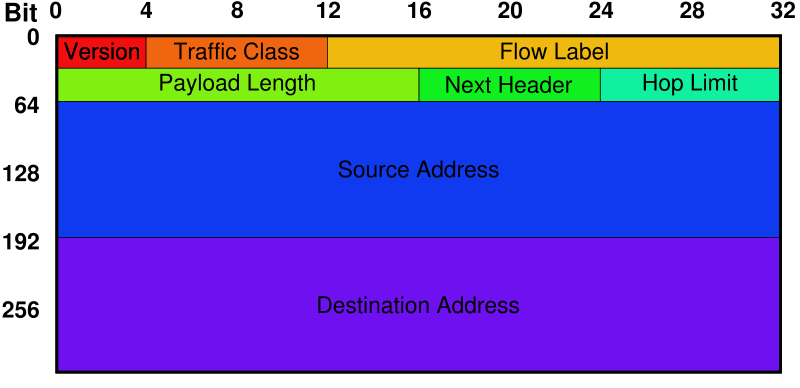 Bit 0 4 8 12 16 20 24 28 32
0 Version Traffic Class Flow Label
Payload Length Next Header Hop Limit
64
128 Source Address
192
256 Destination Address